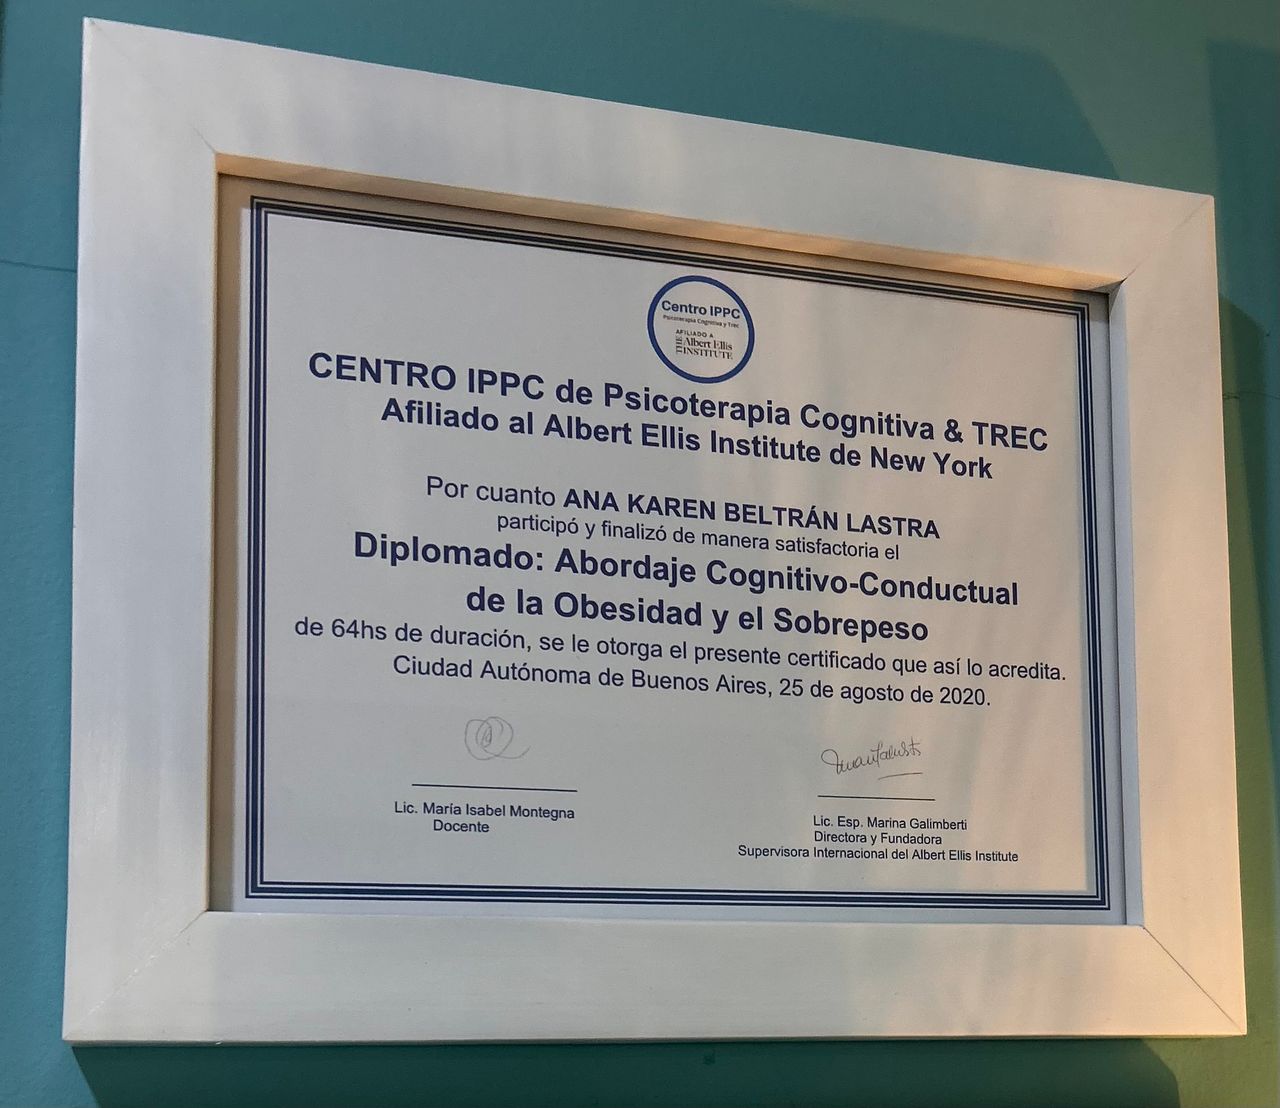 Centro IPPC
Psicoterapia Cognitiva y Trec
AFILIADO A
THE Albert Ellis
INSTITUTE
CENTRO IPPC de Psicoterapia Cognitiva & TREC
Afiliado al Albert Ellis Institute de New York
Por cuanto ANA KAREN BELTRÁN LASTRA
participó y finalizó de manera satisfactoria el
Diplomado: Abordaje Cognitivo-Conductual
de la Obesidad y el Sobrepeso
de 64hs de duración, se le otorga el presente certificado que así lo acredita.
Ciudad Autónoma de Buenos Aires, 25 de agosto de 2020.
Lic. María Isabel Montegna
Docente
Lic. Esp. Marina Galimberti
Directora y Fundadora
Supervisora Internacional del Albert Ellis Institute